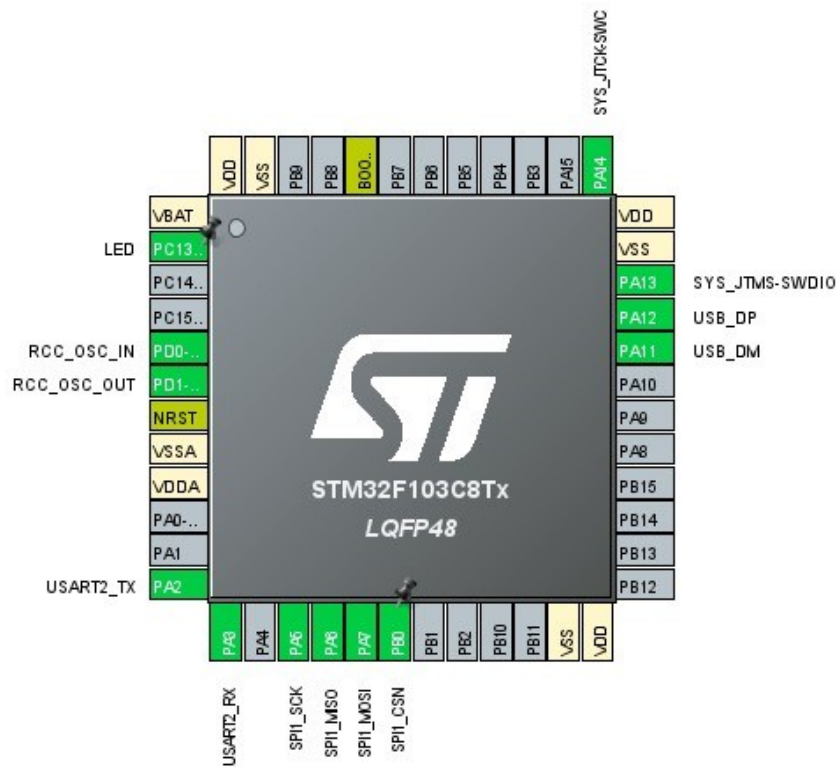 SYS_JTCK-SWC
VDD
VSS
PB9
PB8
BOO..
PB7
PB6
PB5
PB4
PB3
PA15
PA14
VBAT
LED
PC13..
PC14..
PC15..
RCC_OSC_IN
PD0-..
RCC_OSC_OUT
PD1-..
NRST
VSSA
VDDA
PA0-..
PA1
USART2_TX
PA2
VDD
VSS
PA13
SYS_JTMS-SWDIO
PA12
USB_DP
PA11
USB_DM
PA10
PA9
PA8
PB15
PB14
PB13
PB12
ST
STM32F103C8Tx
LQFP48
PA3
PA4
PA5
PA6
PA7
PB0
PB1
PB2
PB10
PB11
VSS
VDD
USART2_RX
SPI1_SCK
SPI1_MISO
SPI1_MOSI
SPI1_CSN